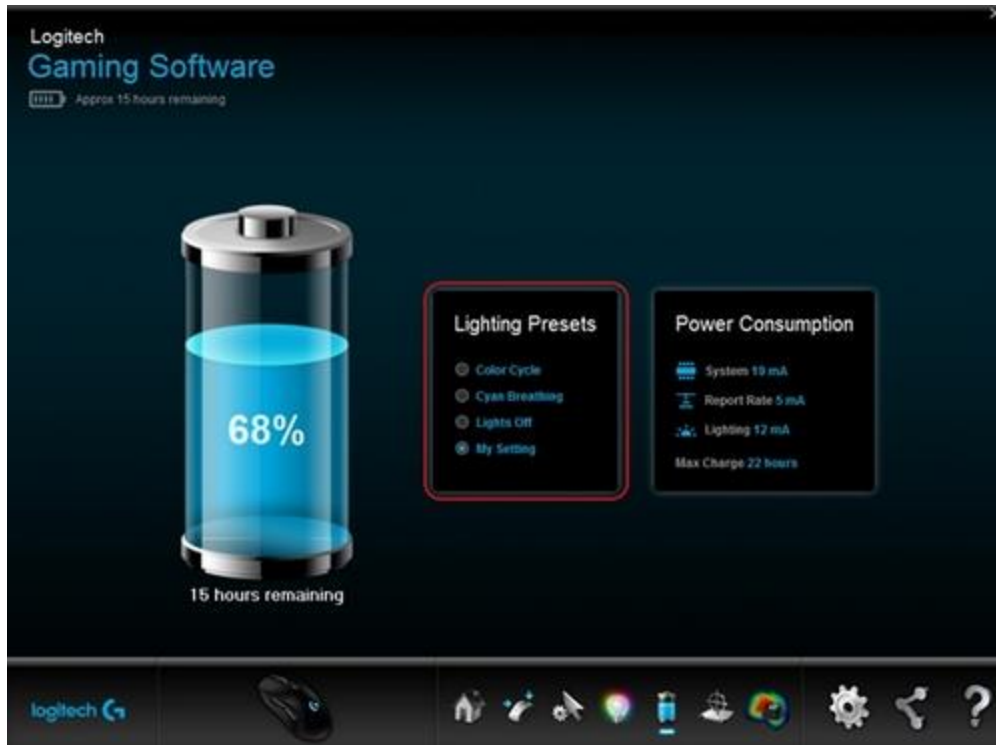 Logitech
Gaming Software
Approx 15 hours remaining
68%
15 hours remaining
Lighting Presets
Color Cycle
Cyan Breathing
Lights Off
My Setting
Power Consumption
System 19 mA
Report Rate 5 mA
Lighting 12 mA
Max Charge 22 hours
logitech G